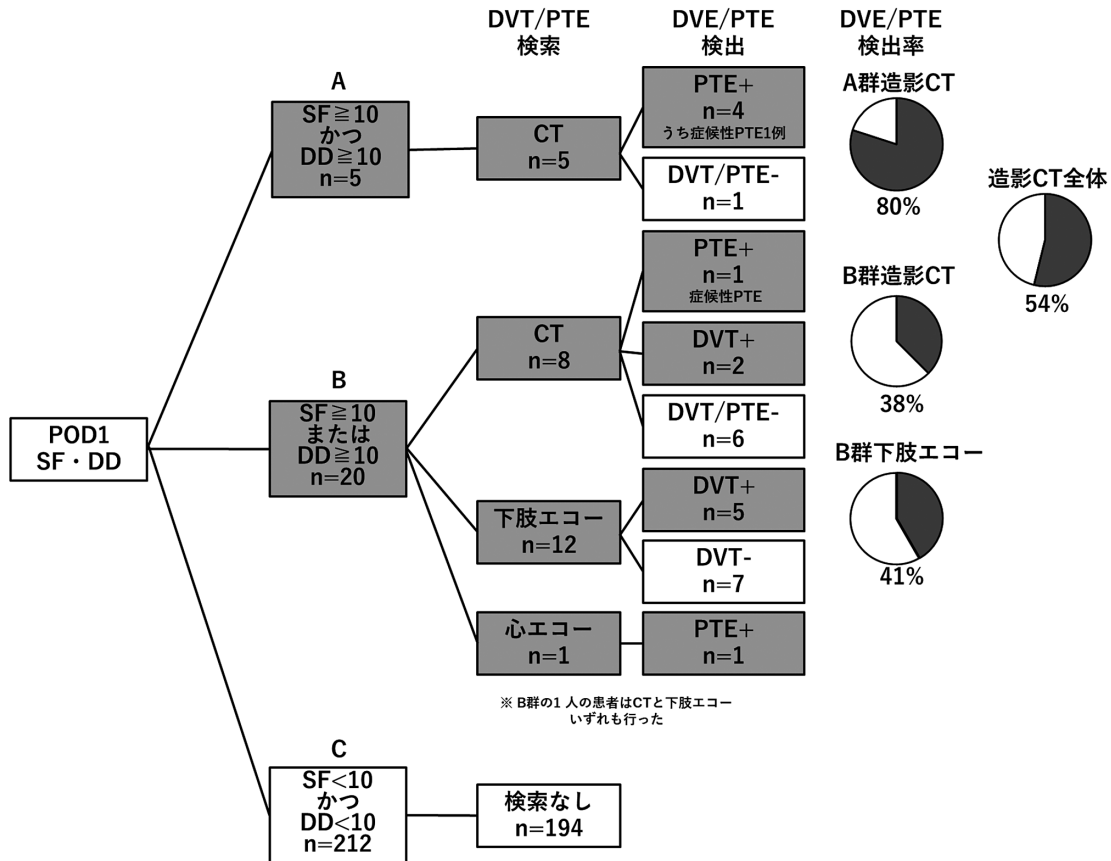 DVT/PTE
検索
DVE/PTE
検出
DVE/PTE
検出率
A
SF≧10
かつ
DD≧10
n=5
CT
n=5
PTE+
n=4
うち症候性PTE1例
DVT/PTE-
n=1
A群造影CT
80%
造影CT全体
54%
POD1
SF・DD
B
SF≧10
または
DD≧10
n=20
CT
n=8
PTE+
n=1
症候性PTE
DVT+
n=2
DVT/PTE-
n=6
B群造影CT
38%
下肢エコー
n=12
DVT+
n=5
DVT-
n=7
B群下肢エコー
41%
心エコー
n=1
PTE+
n=1
※ B群の1 人の患者はCTと下肢エコー
いずれも行った
C
SF<10
かつ
DD<10
n=212
検索なし
n=194